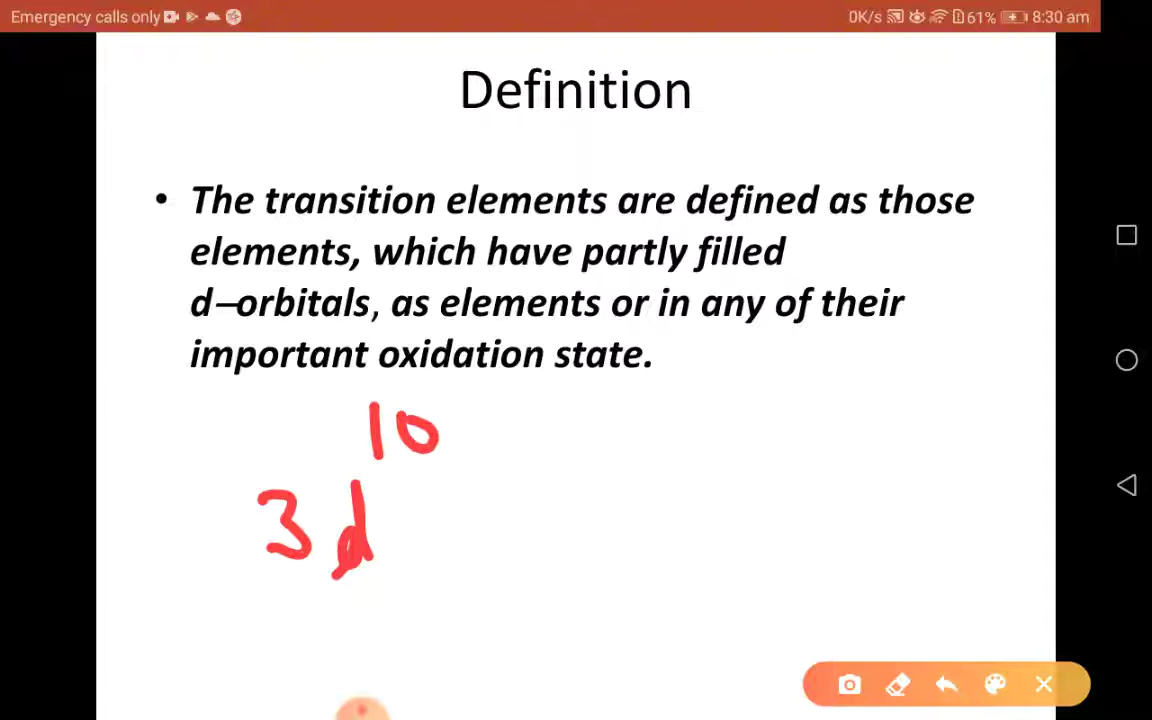 Emergency calls only
0K/s 61% 8:30 am
Definition
• The transition elements are defined as those
elements, which have partly filled
d–orbitals, as elements or in any of their
important oxidation state.
10
3d